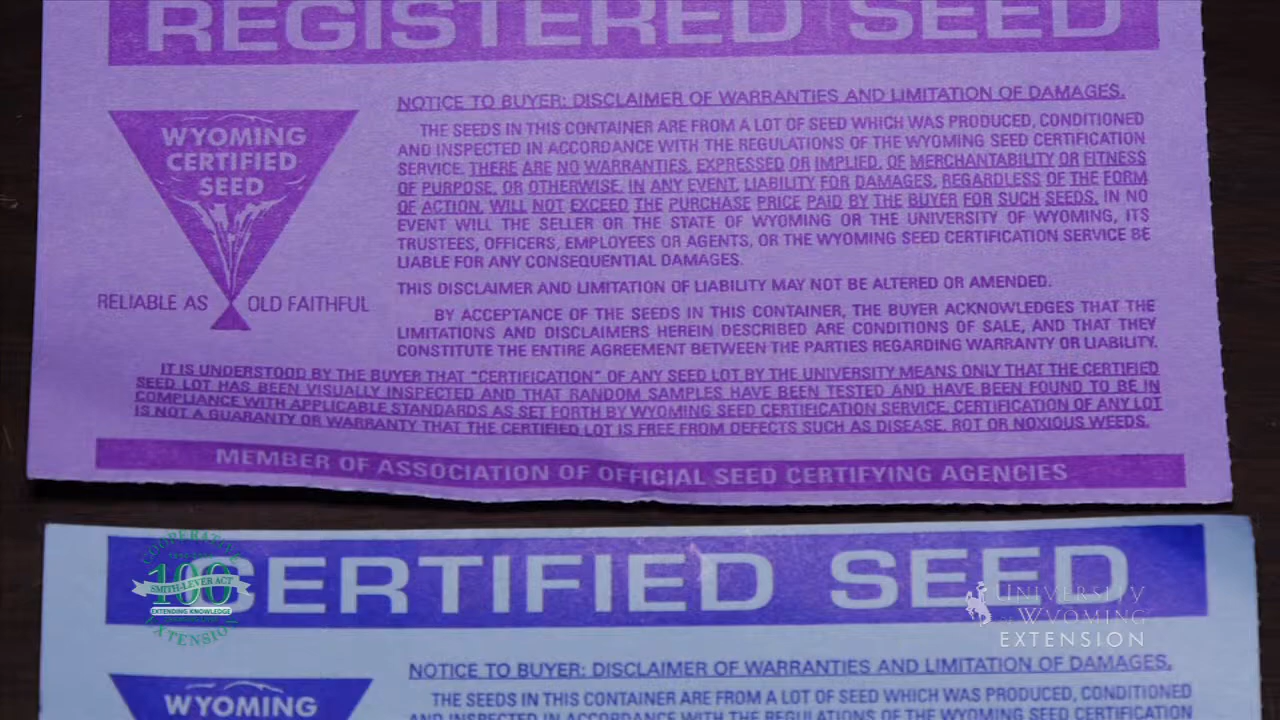 REGISTERED SEED
NOTICE TO BUYER: DISCLAIMER OF WARRANTIES AND LIMITATION OF DAMAGES.
THE SEEDS IN THIS CONTAINER ARE FROM A LOT OF SEED WHICH WAS PRODUCED, CONDITIONED
AND INSPECTED IN ACCORDANCE WITH THE REGULATIONS OF THE WYOMING SEED CERTIFICATION
SERVICE. THERE ARE NO WARRANTIES, EXPRESSED OR IMPLIED, OF MERCHANTABILITY OR FITNESS
OF PURPOSE, OR OTHERWISE. IN ANY EVENT, LIABILITY FOR DAMAGES, REGARDLESS OF THE FORM
OF ACTION, WILL NOT EXCEED THE PURCHASE PRICE PAID BY THE BUYER FOR SUCH SEEDS. IN NO
EVENT WILL THE SELLER OR THE STATE OF WYOMING OR THE UNIVERSITY OF WYOMING, ITS
TRUSTEES, OFFICERS, EMPLOYEES OR AGENTS, OR THE WYOMING SEED CERTIFICATION SERVICE BE
LIABLE FOR ANY CONSEQUENTIAL DAMAGES.
THIS DISCLAIMER AND LIMITATION OF LIABILITY MAY NOT BE ALTERED OR AMENDED.
BY ACCEPTANCE OF THE SEEDS IN THIS CONTAINER, THE BUYER ACKNOWLEDGES THAT THE
LIMITATIONS AND DISCLAIMERS HEREIN DESCRIBED ARE CONDITIONS OF SALE, AND THAT THEY
CONSTITUTE THE ENTIRE AGREEMENT BETWEEN THE PARTIES REGARDING WARRANTY OR LIABILITY.
WYOMING
CERTIFIED
SEED
RELIABLE AS OLD FAITHFUL
IT IS UNDERSTOOD BY THE BUYER THAT "CERTIFICATION" OF ANY SEED LOT BY THE UNIVERSITY MEANS ONLY THAT THE CERTIFIED
SEED LOT HAS BEEN VISUALLY INSPECTED AND THAT RANDOM SAMPLES HAVE BEEN TESTED AND HAVE BEEN FOUND TO BE IN
COMPLIANCE WITH APPLICABLE STANDARDS AS SET FORTH BY WYOMING SEED CERTIFICATION SERVICE. CERTIFICATION OF ANY LOT
IS NOT A GUARANTY OR WARRANTY THAT THE CERTIFIED LOT IS FREE FROM DEFECTS SUCH AS DISEASE, ROT OR NOXIOUS WEEDS.
MEMBER OF ASSOCIATION OF OFFICIAL SEED CERTIFYING AGENCIES
CERTIFIED SEED
COOPERATIVE
100
SMITH-LEVER ACT
EXTENDING KNOWLEDGE
EXTENSION
UNIVERSITY
OF WYOMING
EXTENSION
NOTICE TO BUYER: DISCLAIMER OF WARRANTIES AND LIMITATION OF DAMAGES.
THE SEEDS IN THIS CONTAINER ARE FROM A LOT OF SEED WHICH WAS PRODUCED, CONDITIONED
AND INSPECTED IN ACCORDANCE WITH THE REGULATIONS OF THE WYOMING SEED CERTIFICATION
WYOMING